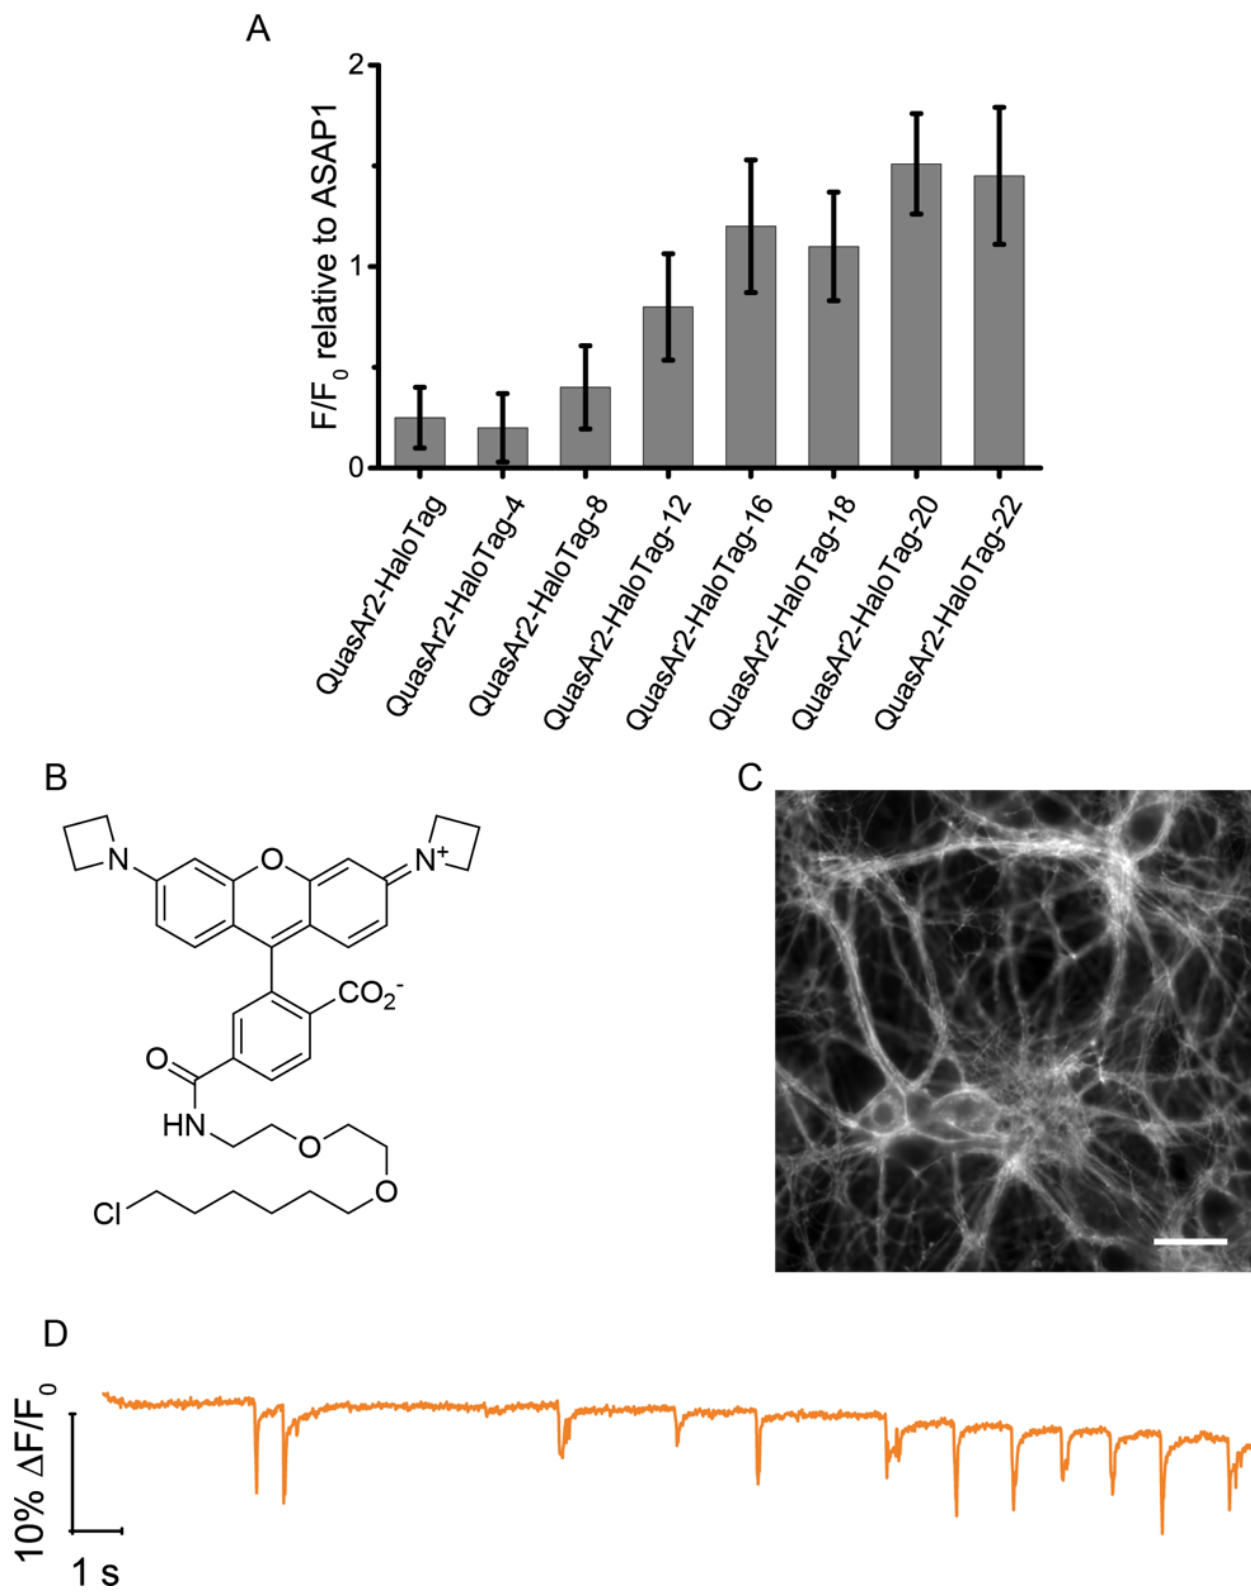 A
2
1
0
F/F0 relative to ASAP1
QuasAr2-HaloTag
QuasAr2-HaloTag-4
QuasAr2-HaloTag-8
QuasAr2-HaloTag-12
QuasAr2-HaloTag-16
QuasAr2-HaloTag-18
QuasAr2-HaloTag-20
QuasAr2-HaloTag-22
B
N
O
N+
CO2-
O
HN
O
O
Cl
C
D
10% ΔF/F0
1 s